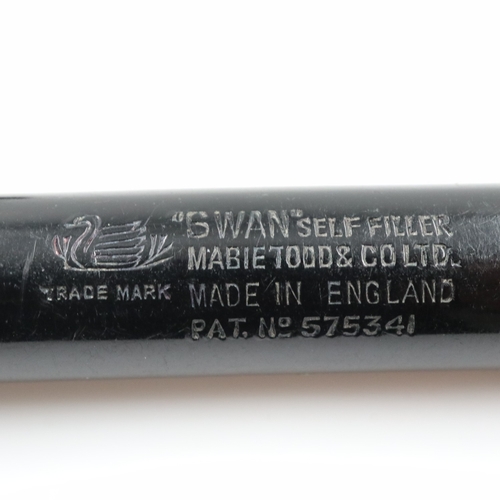 "SWAN" SELF FILLER
MABIE TODD & CO LTD.
TRADE MARK
MADE IN ENGLAND
PAT. No 575341